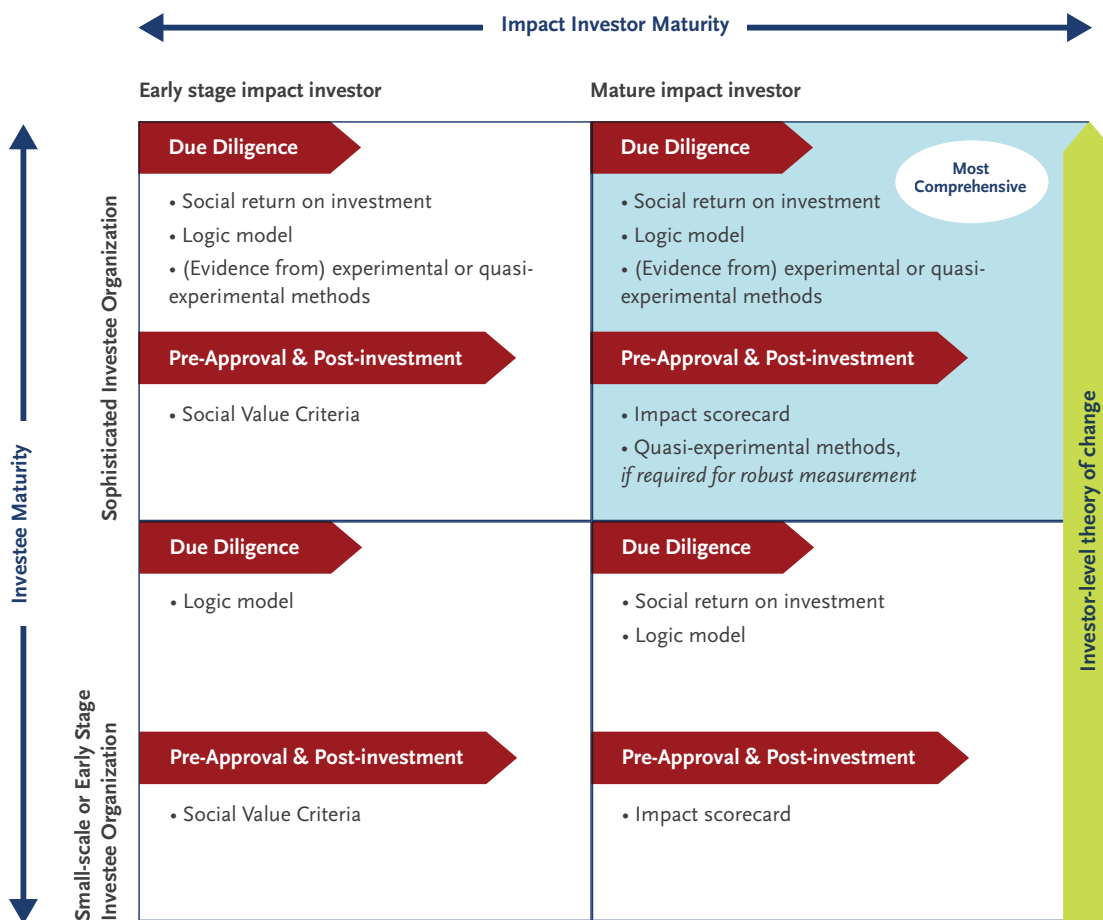 Impact Investor Maturity
Early stage impact investor
Mature impact investor
Investee Maturity
Sophisticated Investee Organization
Due Diligence
• Social return on investment
• Logic model
• (Evidence from) experimental or quasi-
experimental methods
Pre-Approval & Post-investment
• Social Value Criteria
Due Diligence
Most
Comprehensive
• Social return on investment
• Logic model
• (Evidence from) experimental or quasi-
experimental methods
Pre-Approval & Post-investment
• Impact scorecard
• Quasi-experimental methods,
if required for robust measurement
Small-scale or Early Stage
Investee Organization
Due Diligence
• Logic model
Pre-Approval & Post-investment
• Social Value Criteria
Due Diligence
• Social return on investment
• Logic model
Pre-Approval & Post-investment
• Impact scorecard
Investor-level theory of change